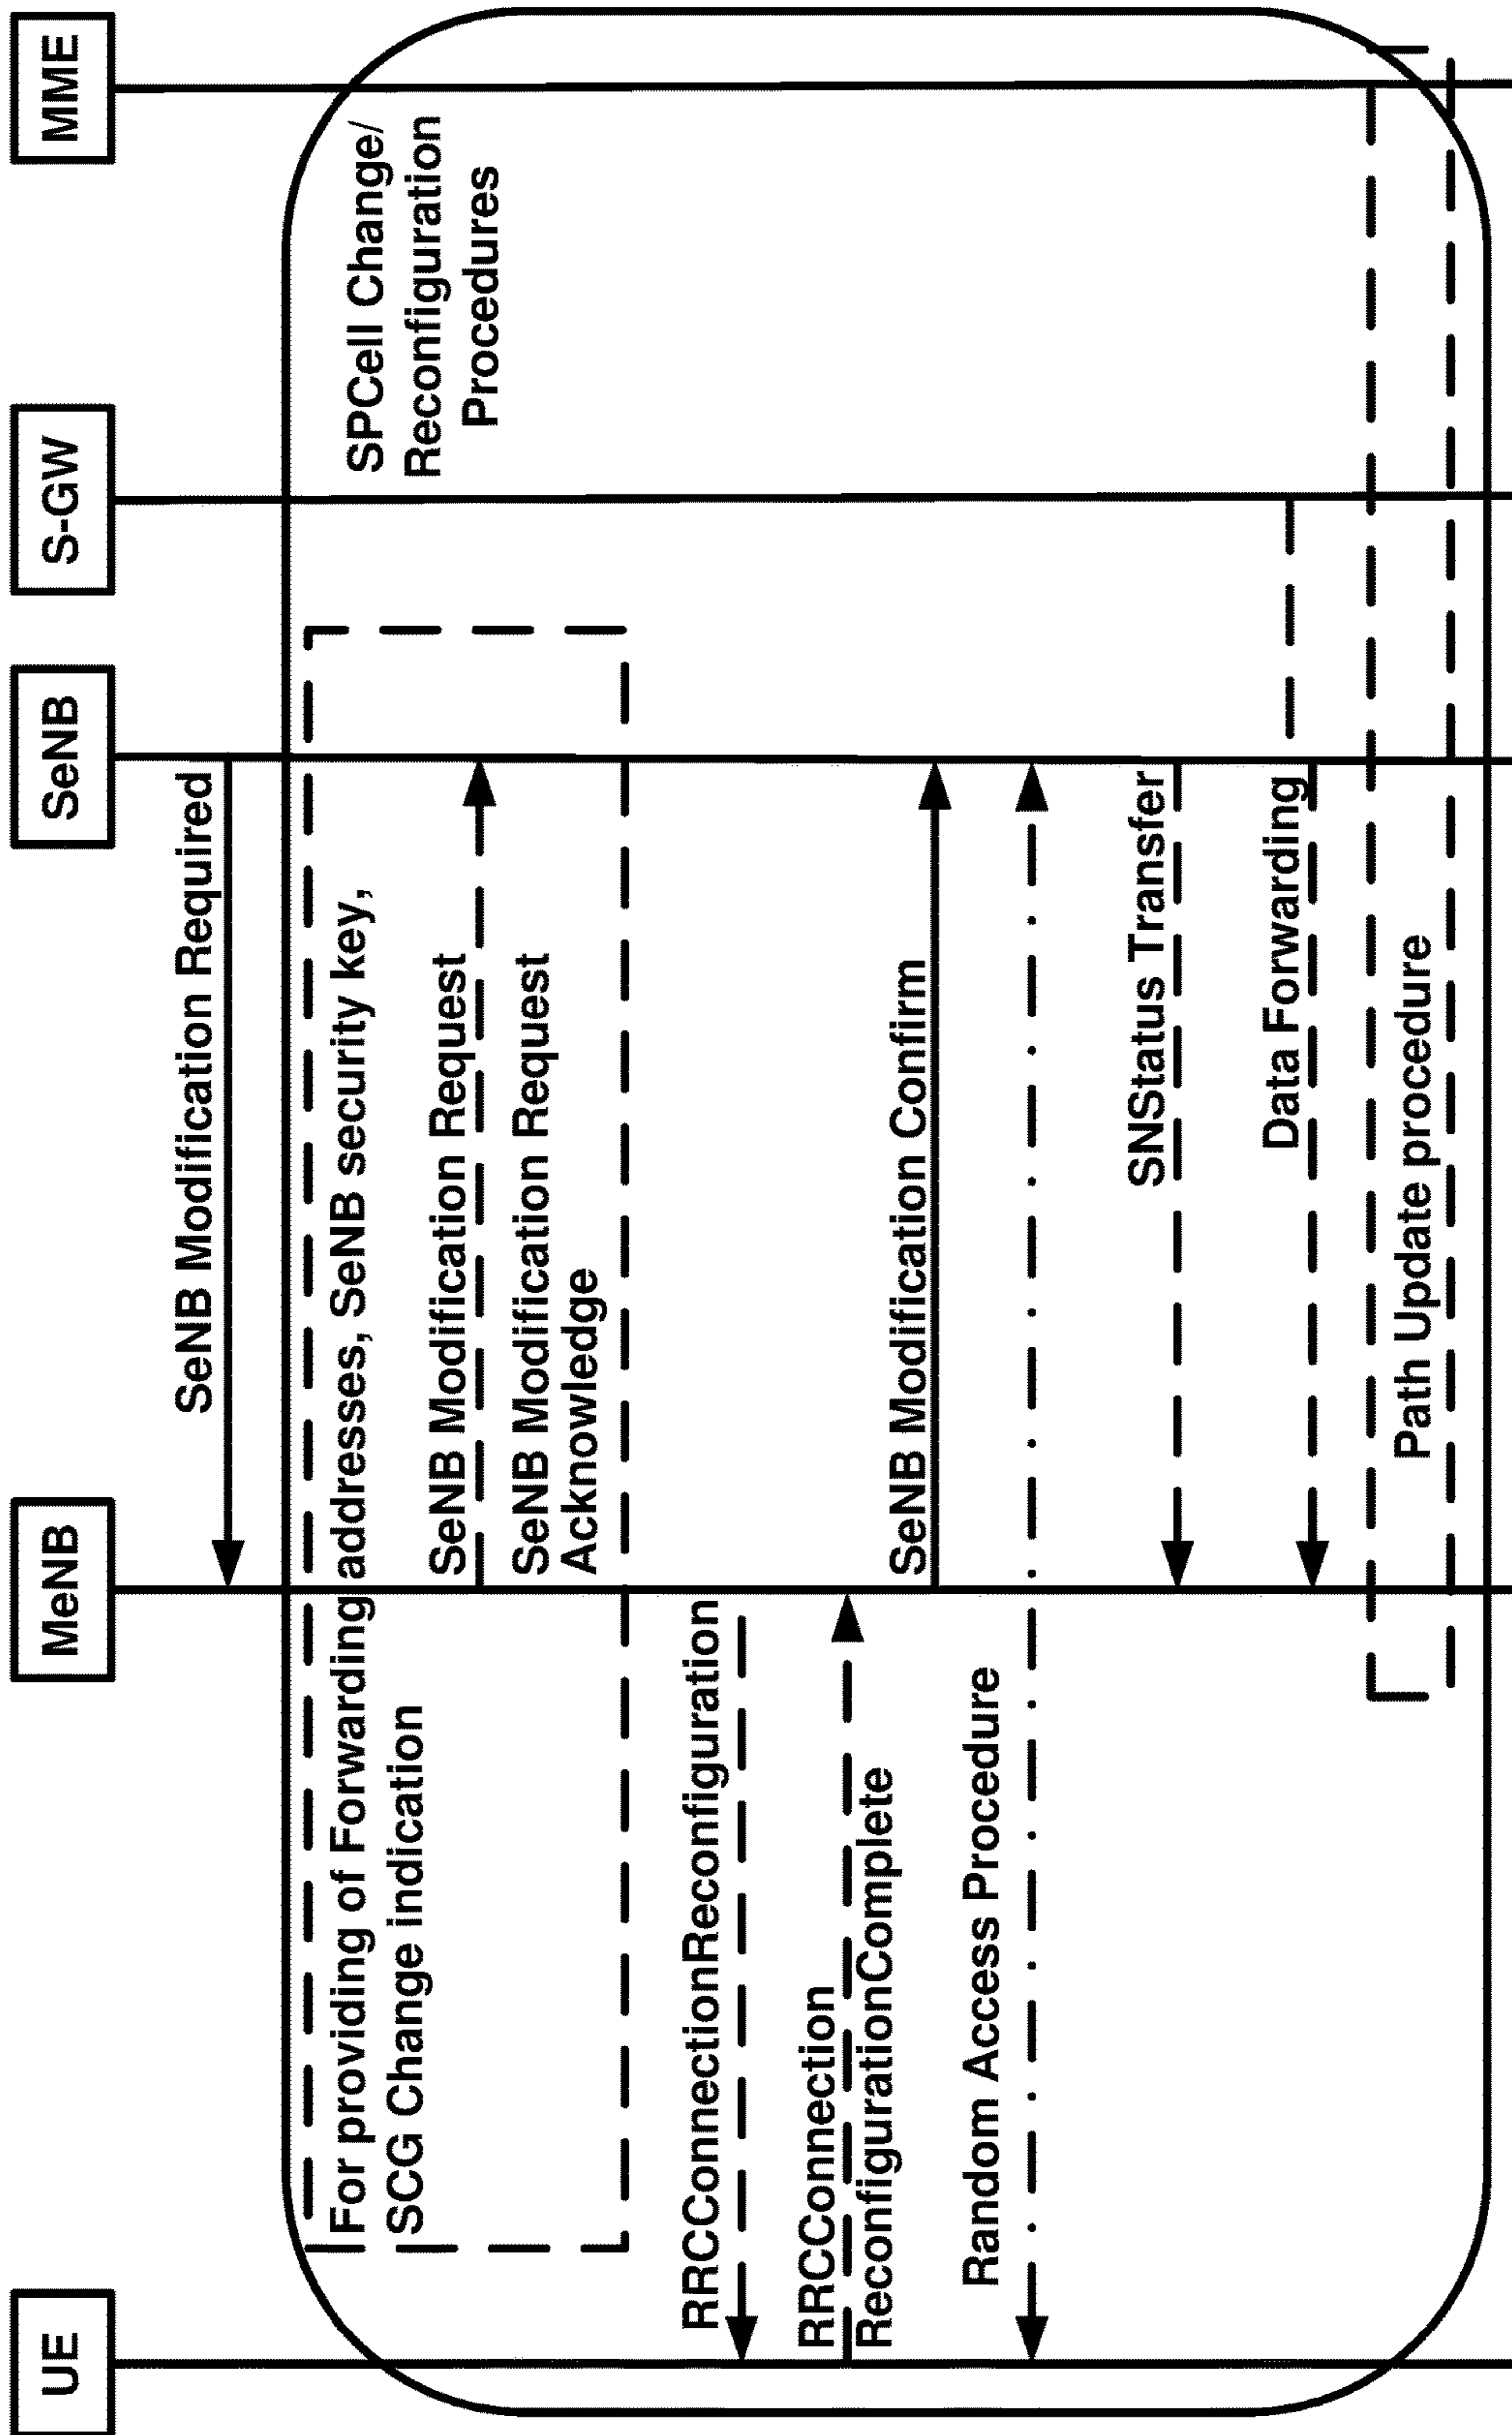 UE
MeNB
SeNB
S-GW
MME
SeNB Modification Required
For providing of Forwarding addresses, SeNB security key,
SCG Change indication
SPCell Change/
Reconfiguration
Procedures
SeNB Modification Request
SeNB Modification Request
Acknowledge
RRCConnectionReconfiguration
RRCConnection
ReconfigurationComplete
SeNB Modification Confirm
Random Access Procedure
SNStatus Transfer
Data Forwarding
Path Update procedure